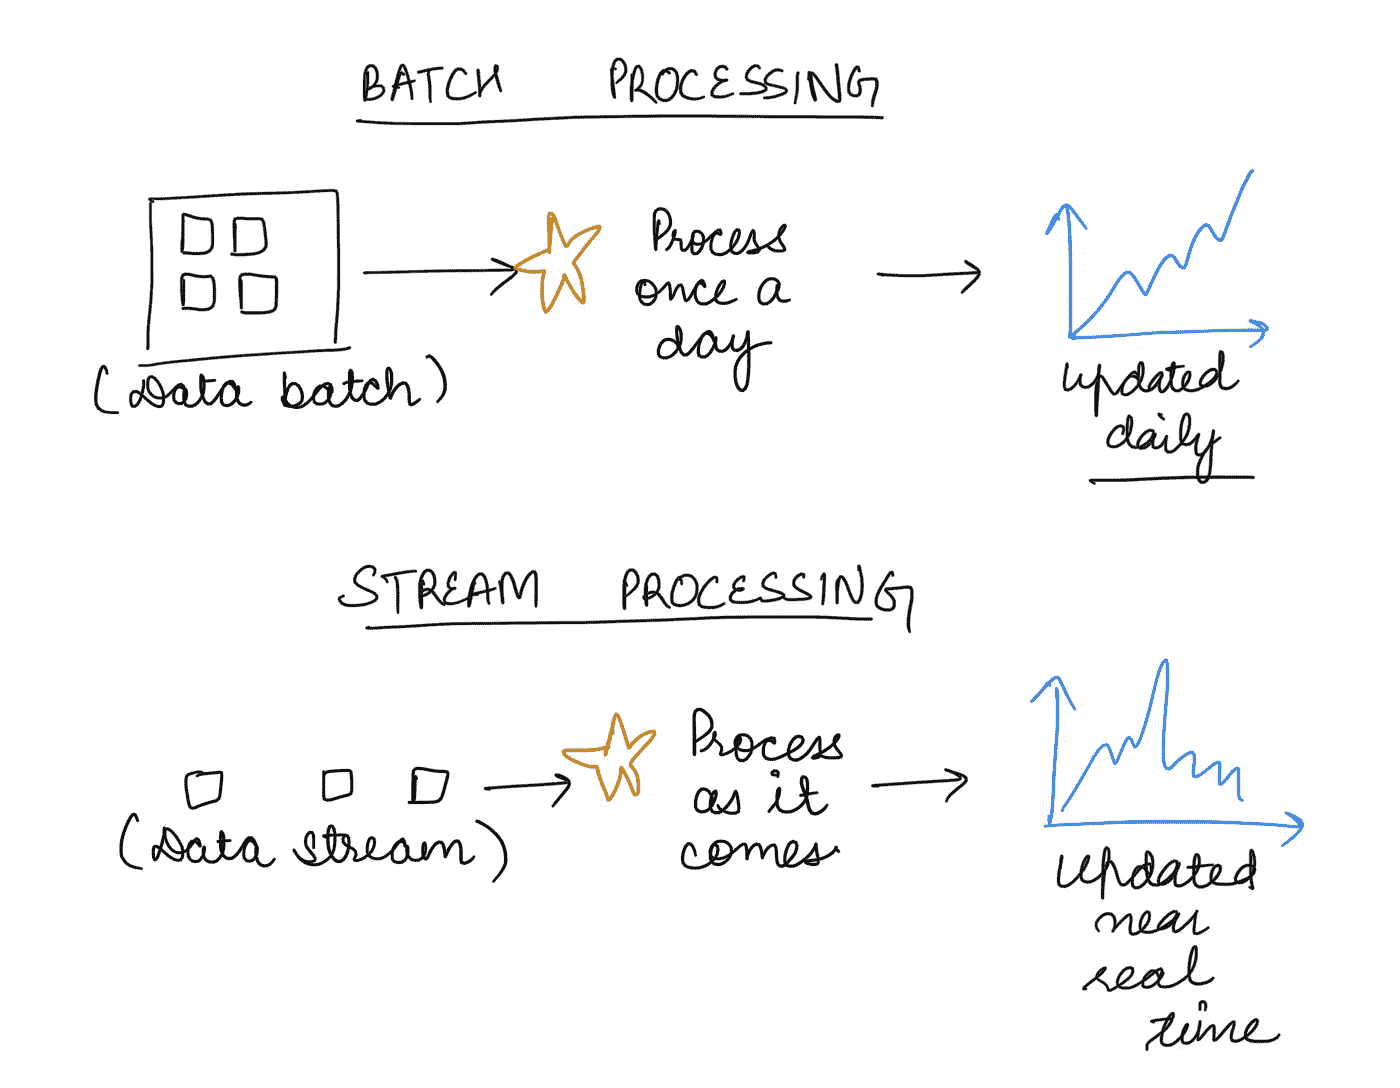 BATCH PROCESSING
Process
once a
day
(Data batch)
updated
daily
STREAM PROCESSING
Process
as it
comes
(Data stream)
updated
near
real
time